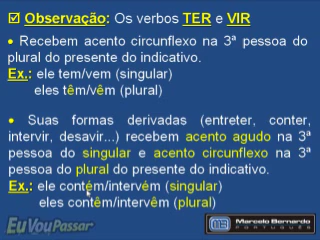 ☑ Observação: Os verbos TER e VIR
• Recebem acento circunflexo na 3ª pessoa do
plural do presente do indicativo.
Ex.: ele tem/vem (singular)
eles têm/vêm (plural)
• Suas formas derivadas (entreter, conter,
intervir, desavir...) recebem acento agudo na 3ª
pessoa do singular e acento circunflexo na 3ª
pessoa do plural do presente do indicativo.
Ex.: ele contém/intervém (singular)
eles contêm/intervêm (plural)
EuVouPassar
MB Marcelo Bernardo
PORTUGUÊS